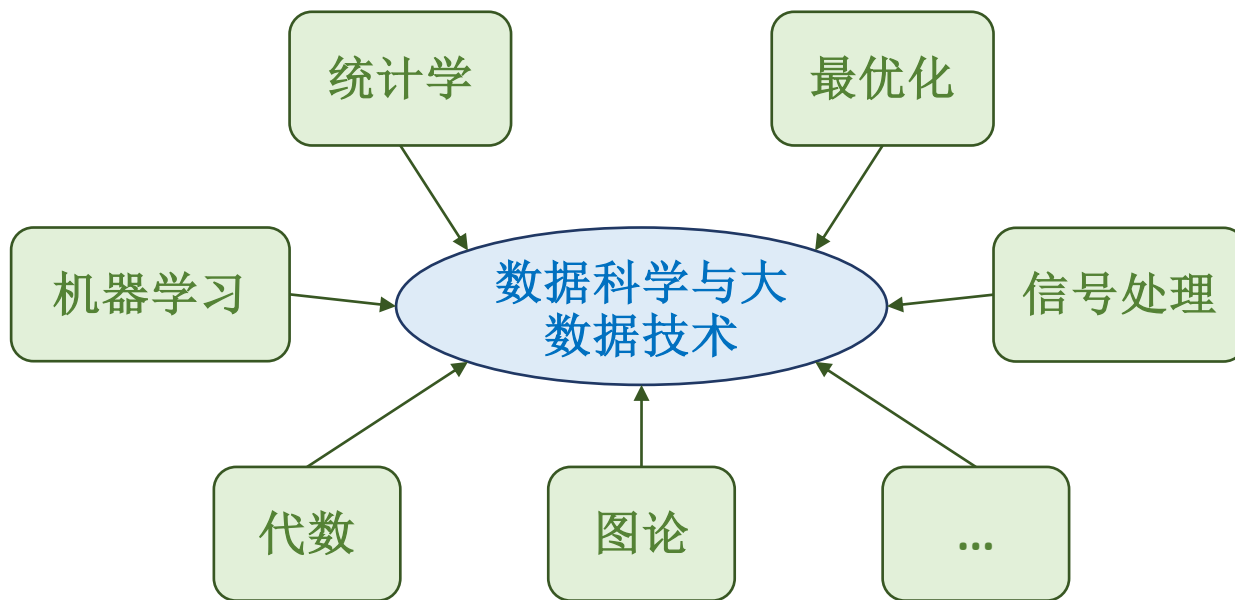 统计学
最优化
机器学习
数据科学与大
数据技术
信号处理
代数
图论
...